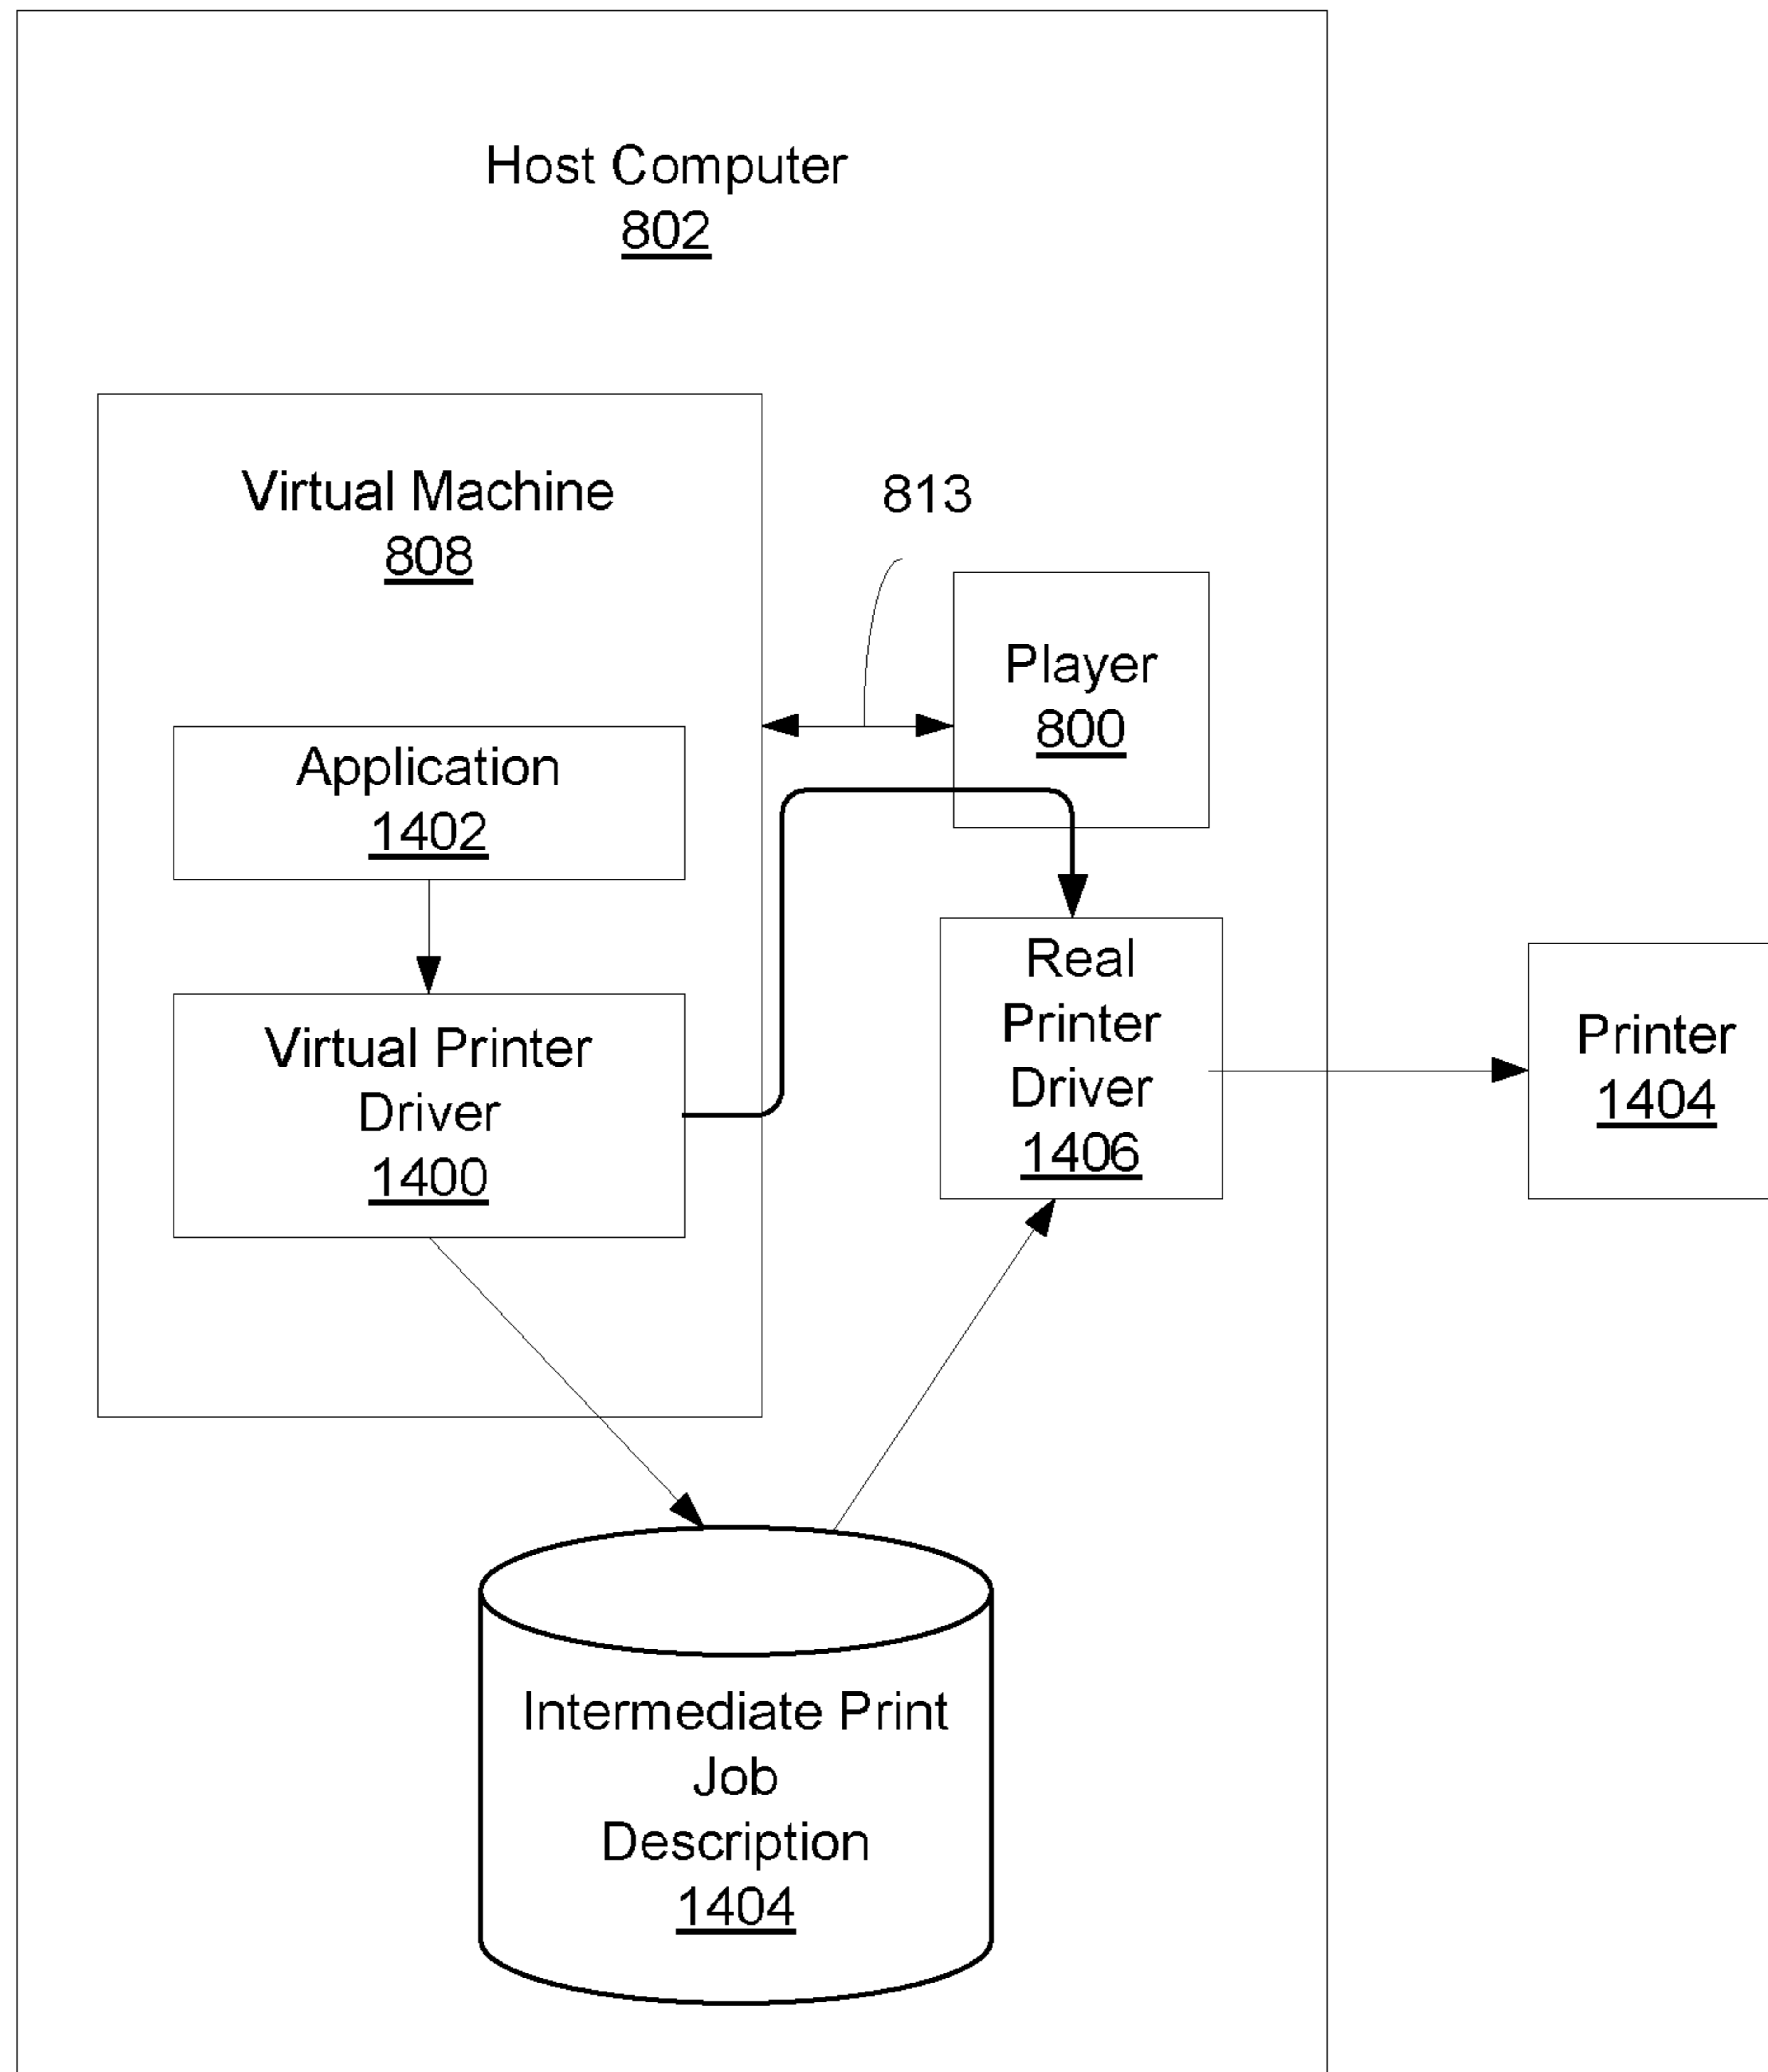 Host Computer
802
Virtual Machine
808
813
Player
800
Application
1402
Virtual Printer
Driver
1400
Real
Printer
Driver
1406
Printer
1404
Intermediate Print
Job
Description
1404